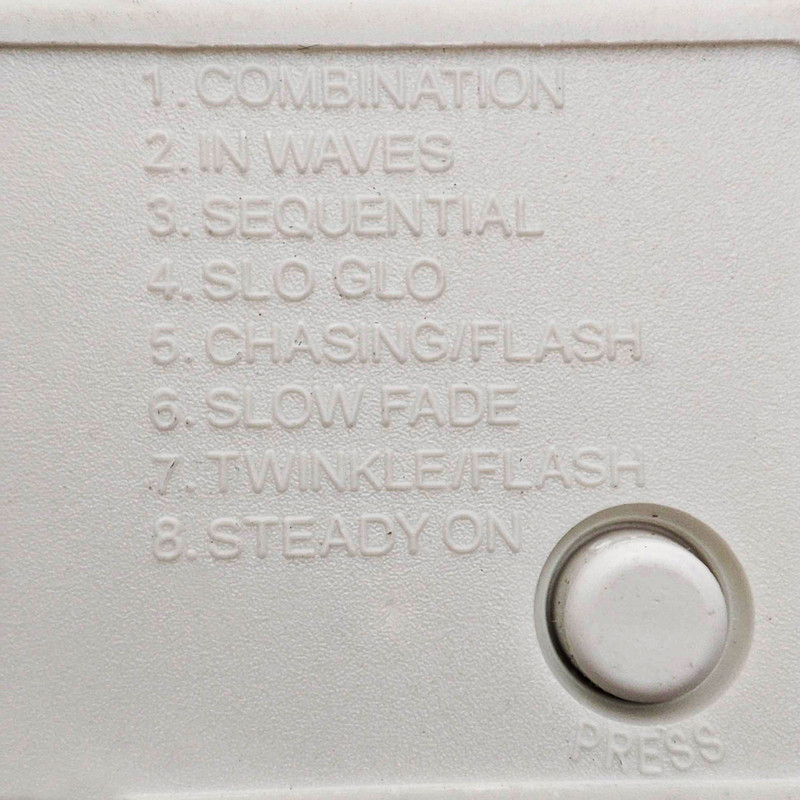 1. COMBINATION
2. IN WAVES
3. SEQUENTIAL
4. SLO GLO
5. CHASING/FLASH
6. SLOW FADE
7. TWINKLE/FLASH
8. STEADY ON
PRESS